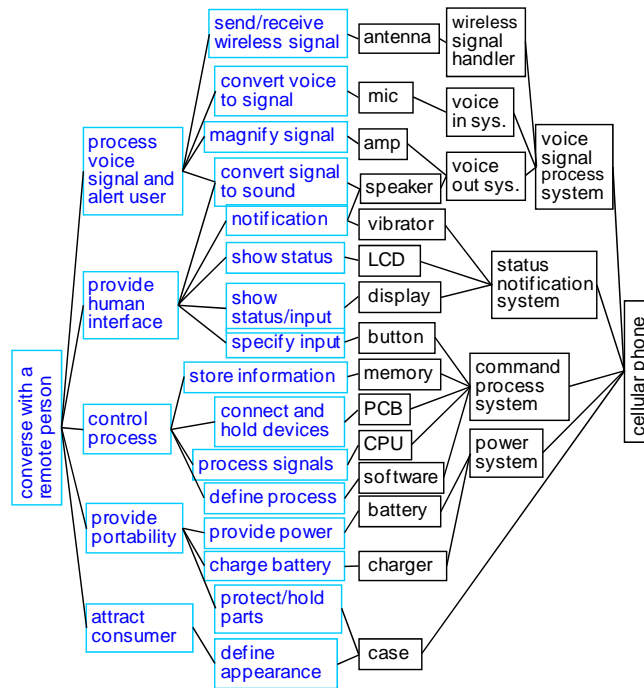 send/receive
wireless signal
antenna
wireless
signal
handler
convert voice
to signal
mic
voice
in sys.
magnify signal
amp
process
voice
signal and
alert user
convert signal
to sound
speaker
voice
out sys.
voice
signal
process
system
notification
vibrator
show status
LCD
status
notification
system
provide
human
interface
show
status/input
display
specify input
button
store information
memory
command
process
system
cellular phone
converse with a
remote person
control
process
connect and
hold devices
PCB
process signals
CPU
power
system
define process
software
provide
portability
provide power
battery
charge battery
charger
protect/hold
parts
attract
consumer
define
appearance
case